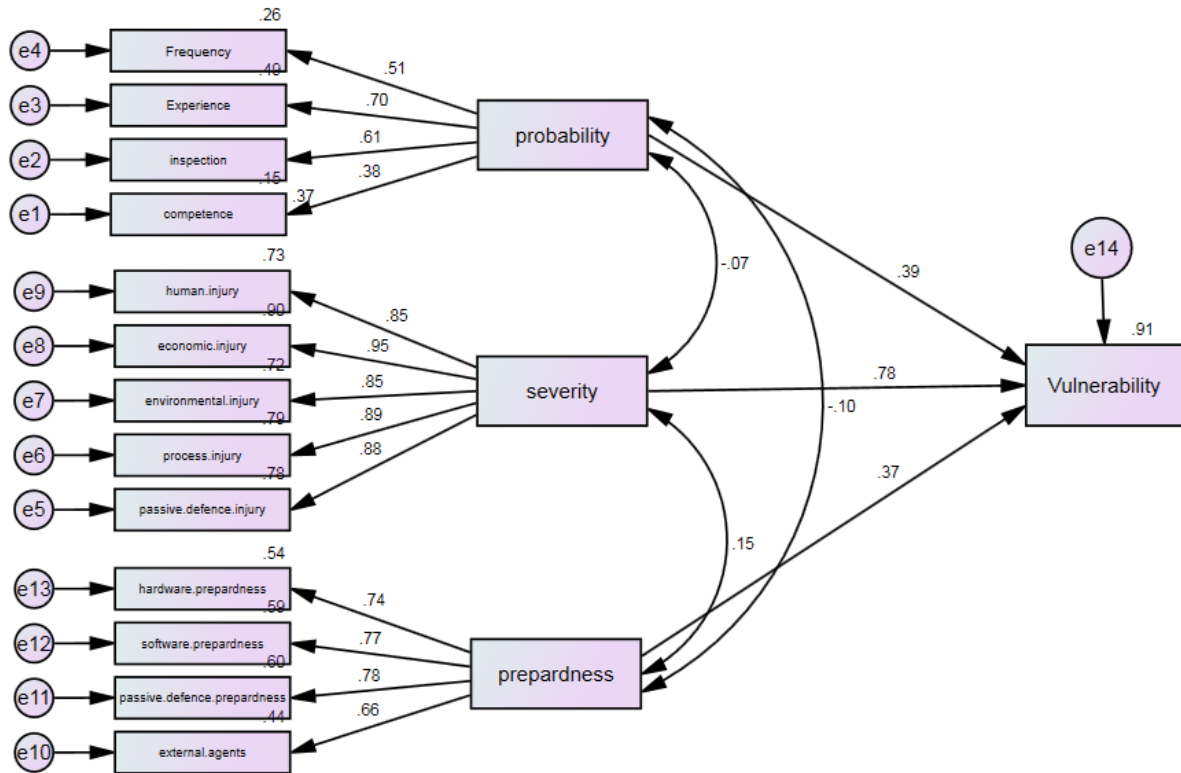 .26
e4
Frequency
.51
.49
e3
Experience
.70
e2
inspection
.61
.15
.38
e1
competence
.37
probability
-.07
.39
e14
.73
e9
human.injury
.85
.90
e8
economic.injury
.95
.72
e7
environmental.injury
.85
.79
e6
process.injury
.89
.78
.88
e5
passive.defence.injury
severity
.78
-.10
.91
Vulnerability
.37
.15
.54
e13
hardware.prepardness
.74
.59
e12
software.prepardness
.77
.60
e11
passive.defence.prepardness
.78
.44
.66
e10
external.agents
prepardness